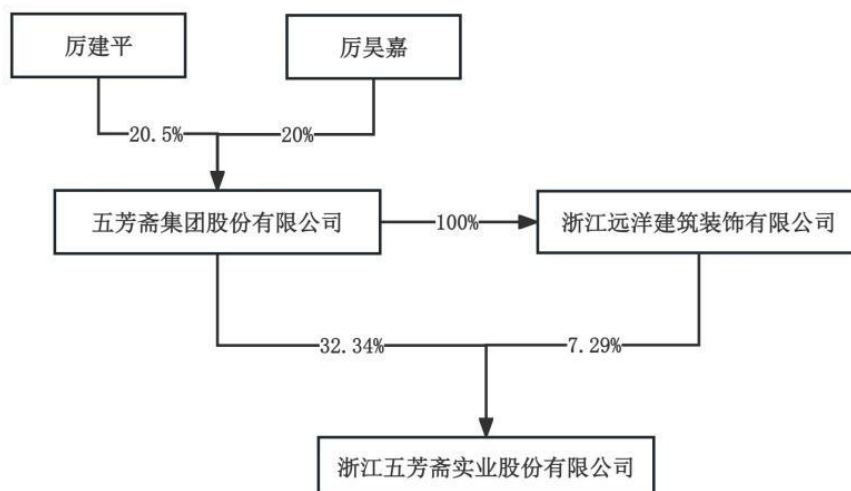 厉建平
厉昊嘉
20.5%
20%
五芳斋集团股份有限公司
100%
浙江远洋建筑装饰有限公司
32.34%
7.29%
浙江五芳斋实业股份有限公司